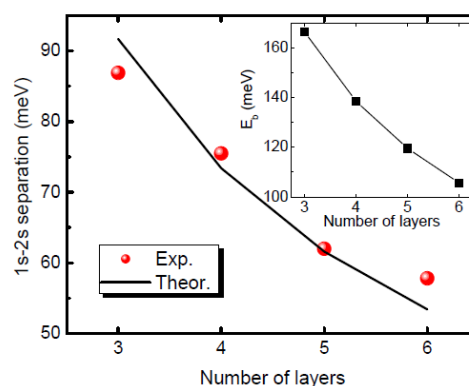 1s-2s separation (meV)
90
80
70
60
50
3
4
5
6
Number of layers
Exp.
Theor.
E_b (meV)
160
140
120
100
3
4
5
6
Number of layers